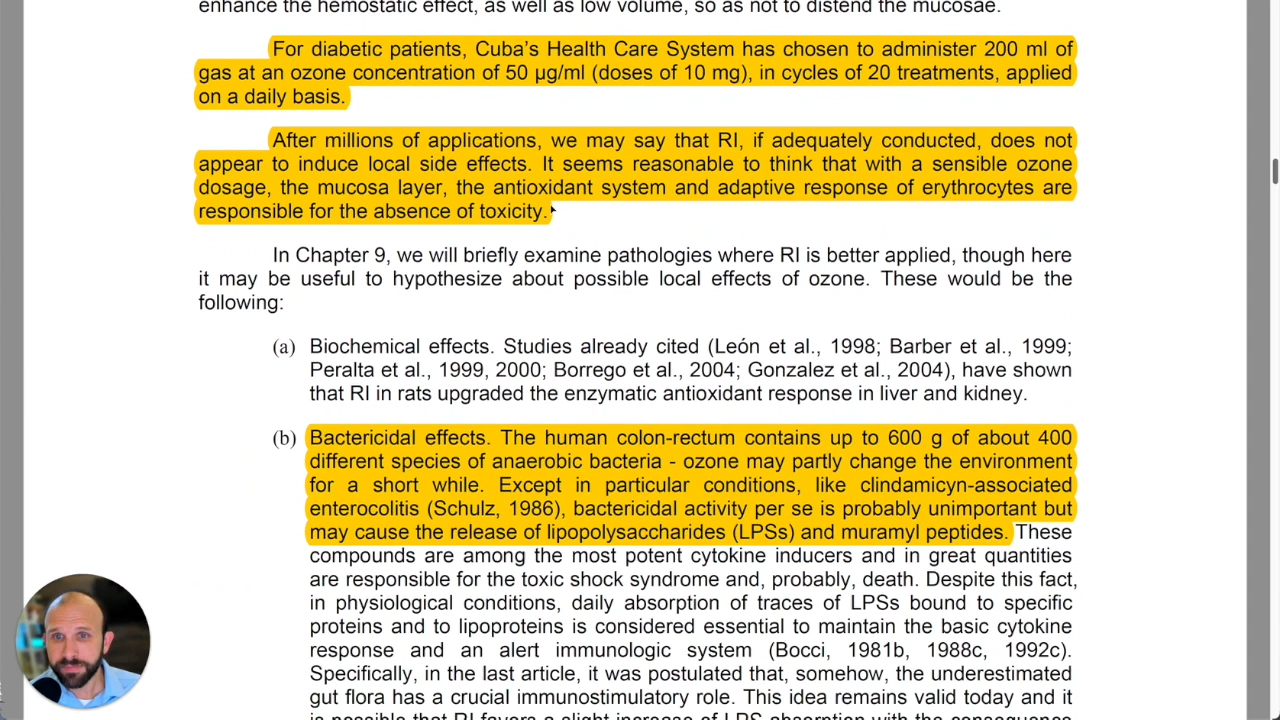 enhance the hemostatic effect, as well as low volume, so as not to distend the mucosae.
For diabetic patients, Cuba's Health Care System has chosen to administer 200 ml of
gas at an ozone concentration of 50 µg/ml (doses of 10 mg), in cycles of 20 treatments, applied
on a daily basis.
After millions of applications, we may say that RI, if adequately conducted, does not
appear to induce local side effects. It seems reasonable to think that with a sensible ozone
dosage, the mucosa layer, the antioxidant system and adaptive response of erythrocytes are
responsible for the absence of toxicity.
In Chapter 9, we will briefly examine pathologies where RI is better applied, though here
it may be useful to hypothesize about possible local effects of ozone. These would be the
following:
(a) Biochemical effects. Studies already cited (León et al., 1998; Barber et al., 1999;
Peralta et al., 1999, 2000; Borrego et al., 2004; Gonzalez et al., 2004), have shown
that RI in rats upgraded the enzymatic antioxidant response in liver and kidney.
(b) Bactericidal effects. The human colon-rectum contains up to 600 g of about 400
different species of anaerobic bacteria - ozone may partly change the environment
for a short while. Except in particular conditions, like clindamicyn-associated
enterocolitis (Schulz, 1986), bactericidal activity per se is probably unimportant but
may cause the release of lipopolysaccharides (LPSs) and muramyl peptides. These
compounds are among the most potent cytokine inducers and in great quantities
are responsible for the toxic shock syndrome and, probably, death. Despite this fact,
in physiological conditions, daily absorption of traces of LPSs bound to specific
proteins and to lipoproteins is considered essential to maintain the basic cytokine
response and an alert immunologic system (Bocci, 1981b, 1988c, 1992c).
Specifically, in the last article, it was postulated that, somehow, the underestimated
gut flora has a crucial immunostimulatory role. This idea remains valid today and it
is possible that RI favors a slight increase of LPS absorption with the consequence